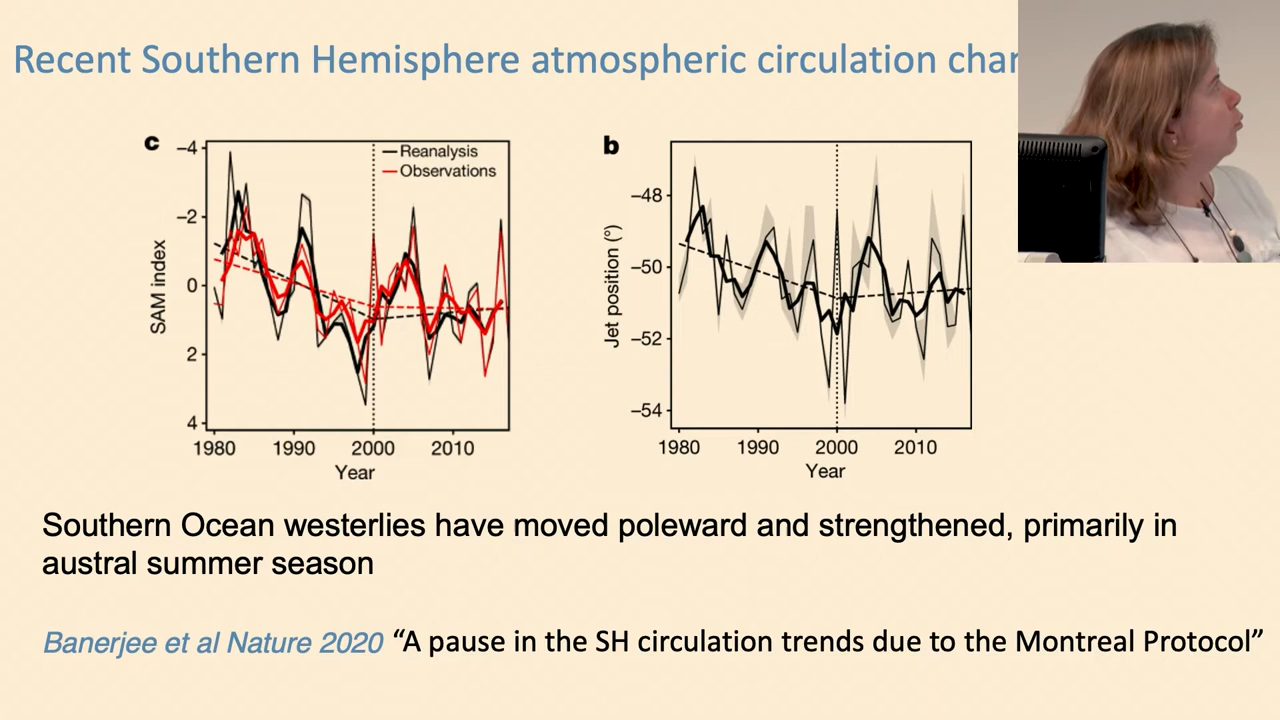 Recent Southern Hemisphere atmospheric circulation
c
−4
−2
0
2
4
SAM index
Reanalysis
Observations
1980 1990 2000 2010
Year
b
−48
−50
−52
−54
Jet position (°)
1980 1990 2000 2010
Year
Southern Ocean westerlies have moved poleward and strengthened, primarily in
austral summer season
Banerjee et al Nature 2020 “A pause in the SH circulation trends due to the Montreal Protocol”